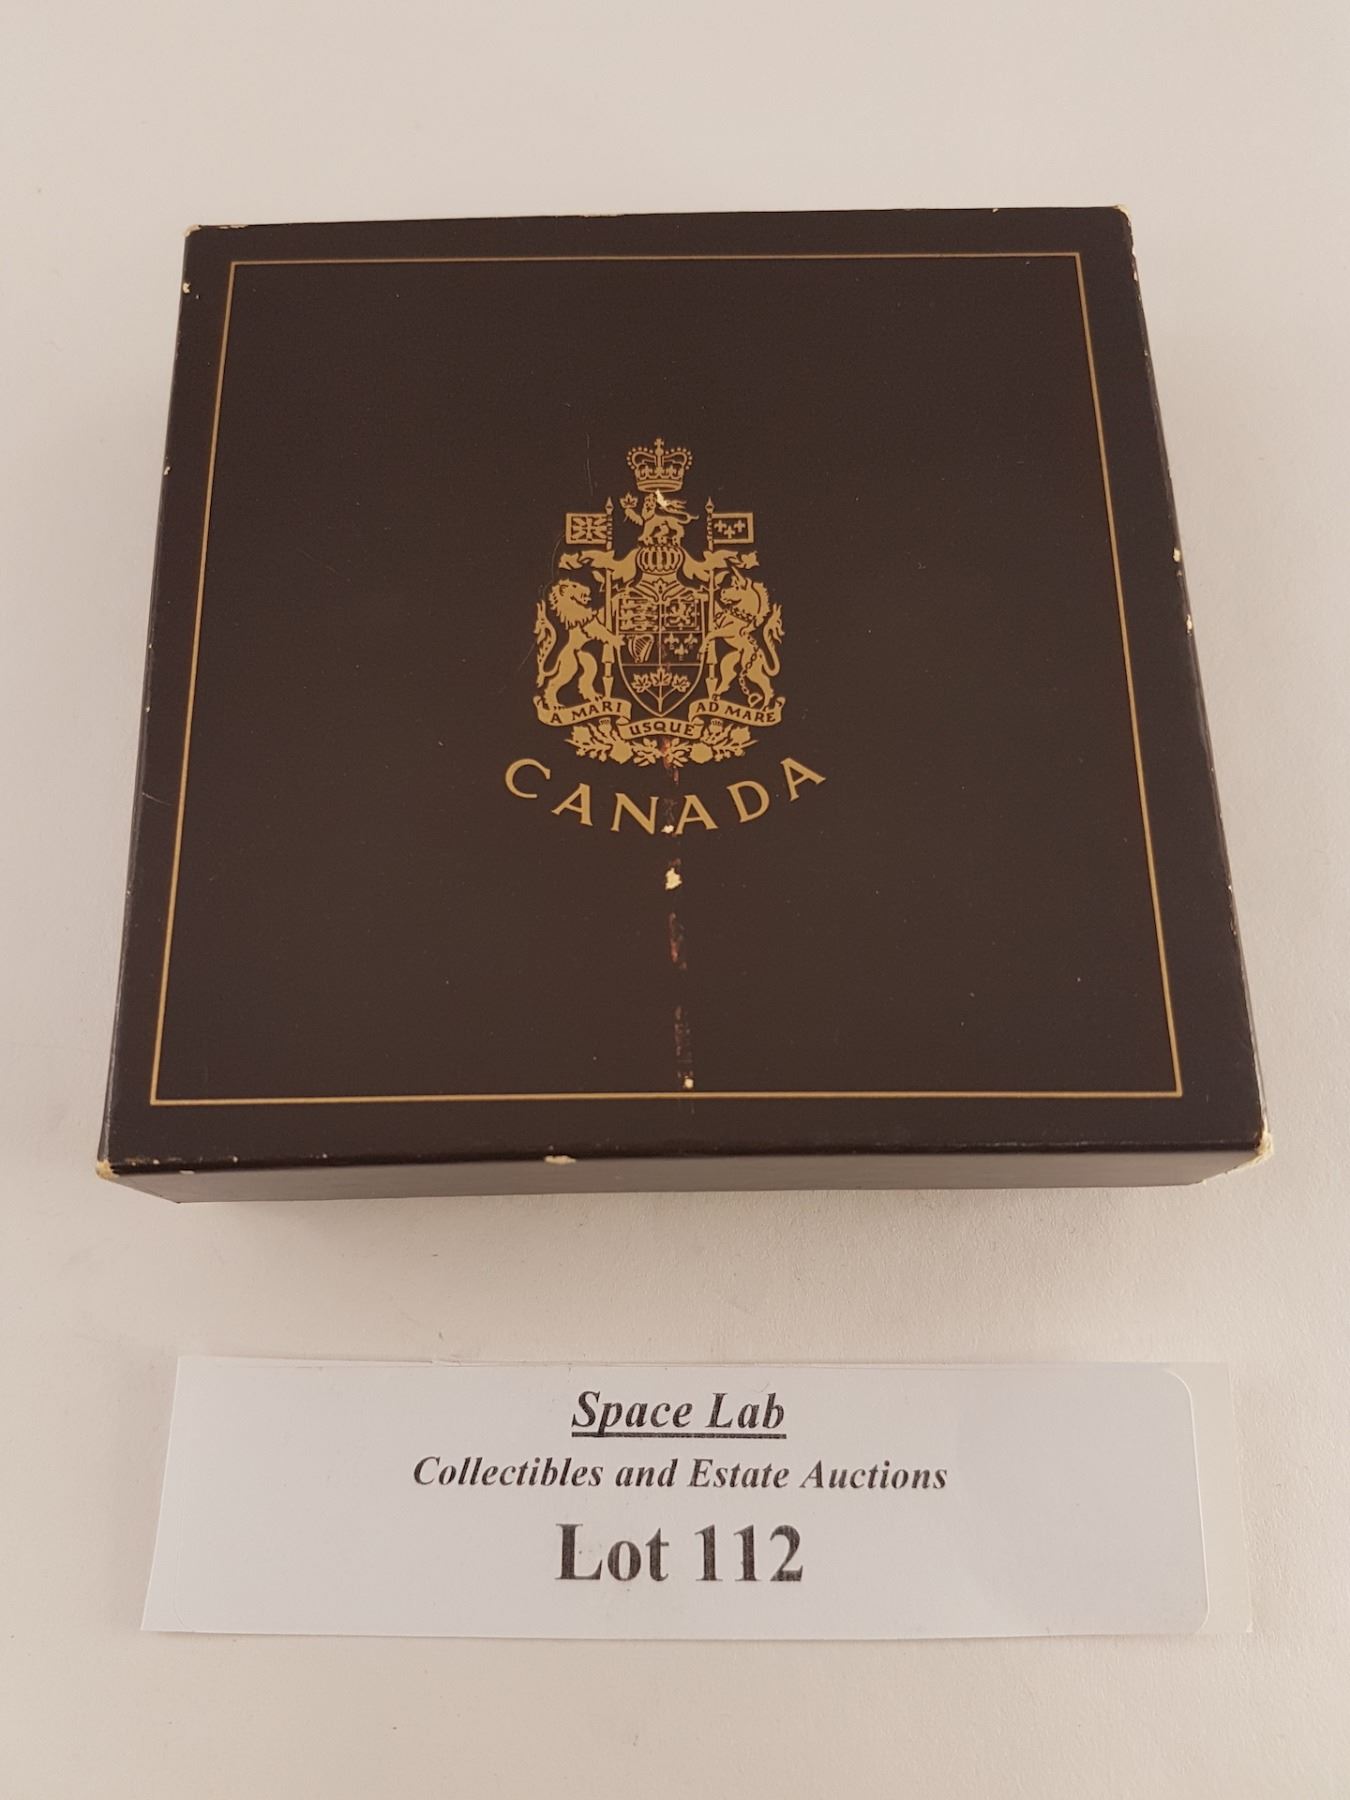 A MARI USQUE AD MARE
CANADA
Space Lab
Collectibles and Estate Auctions
Lot 112